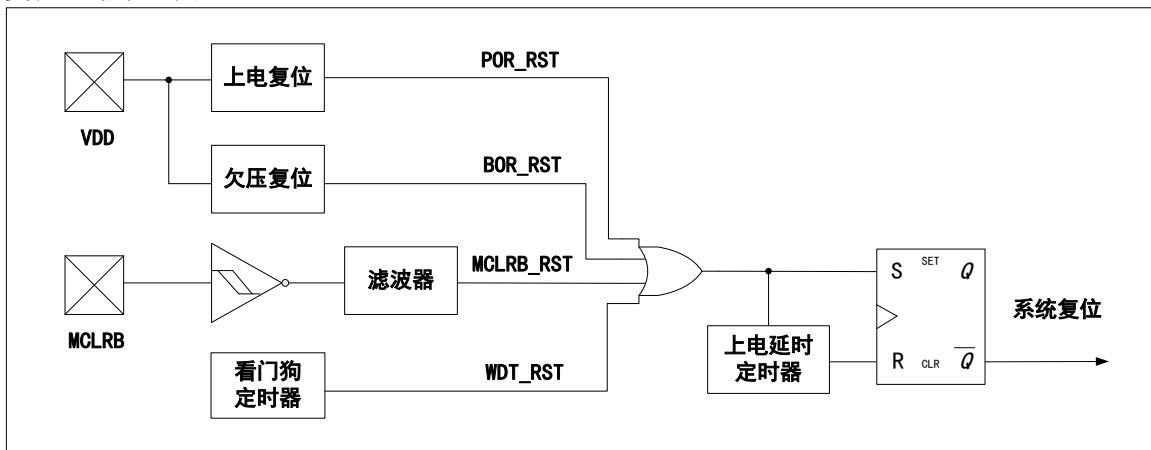 上电复位
POR_RST
VDD
欠压复位
BOR_RST
MCLRB
滤波器
MCLRB_RST
看门狗
定时器
WDT_RST
上电延时
定时器
S
SET
Q
R
CLR
Q
系统复位